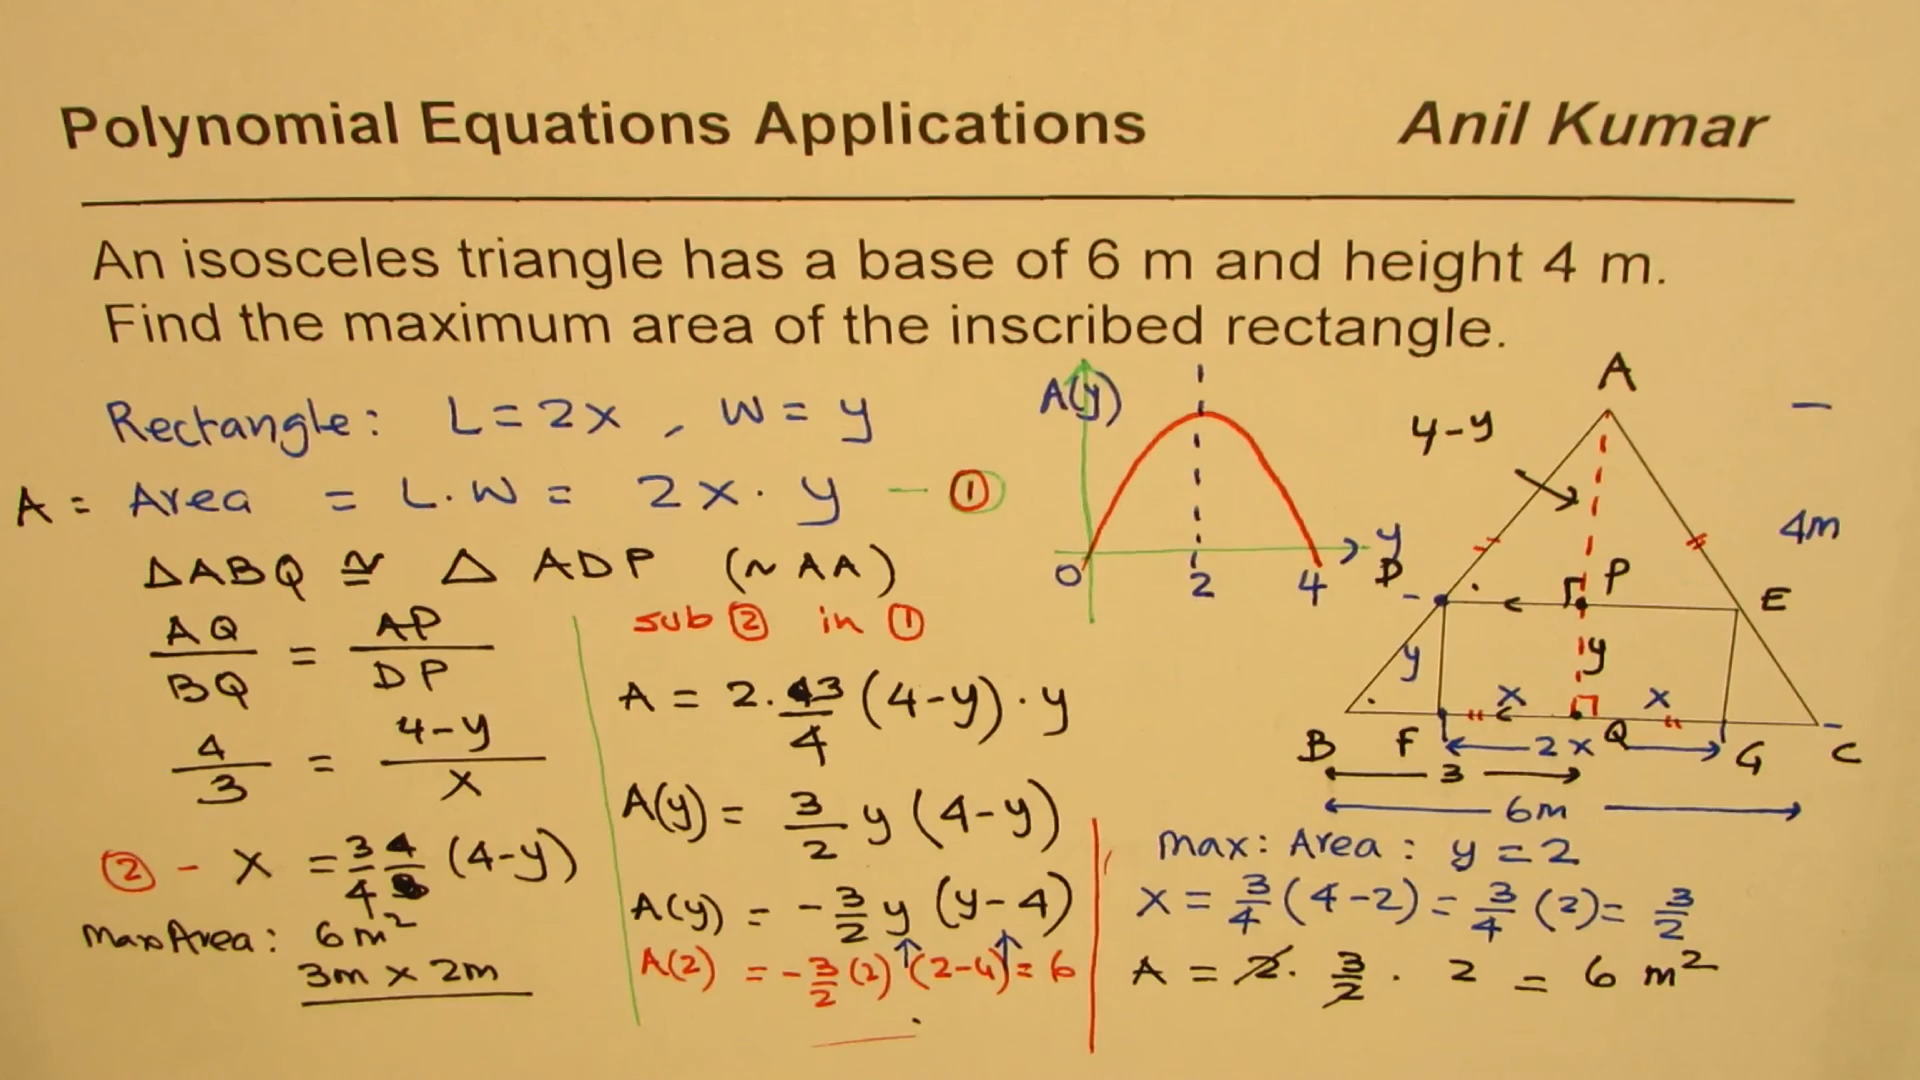 Polynomial Equations Applications Anil Kumar
An isosceles triangle has a base of 6 m and height 4 m.
Find the maximum area of the inscribed rectangle.
Rectangle: L = 2x , W = y
A = Area = L.W = 2x. y - ①
ΔABQ ≅ Δ ADP (~ AA)
AQ/BQ = AP/DP
4/3 = 4-y/x
② - x = 3/4 (4-y)
max Area: 6m²
3m x 2m
sub ② in ①
A = 2. 3/4 (4-y) . y
A(y) = 3/2 y (4-y)
A(y) = -3/2 y (y-4)
A(2) = -3/2 (2) (2-4) = 6
A(y)
y
0 2 4
A
4-y
4m
D P E
y y
x x
B F 2x Q G C
3
6m
max: Area: y = 2
x = 3/4 (4-2) = 3/4 (2) = 3/2
A = 2. 3/2 . 2 = 6 m²